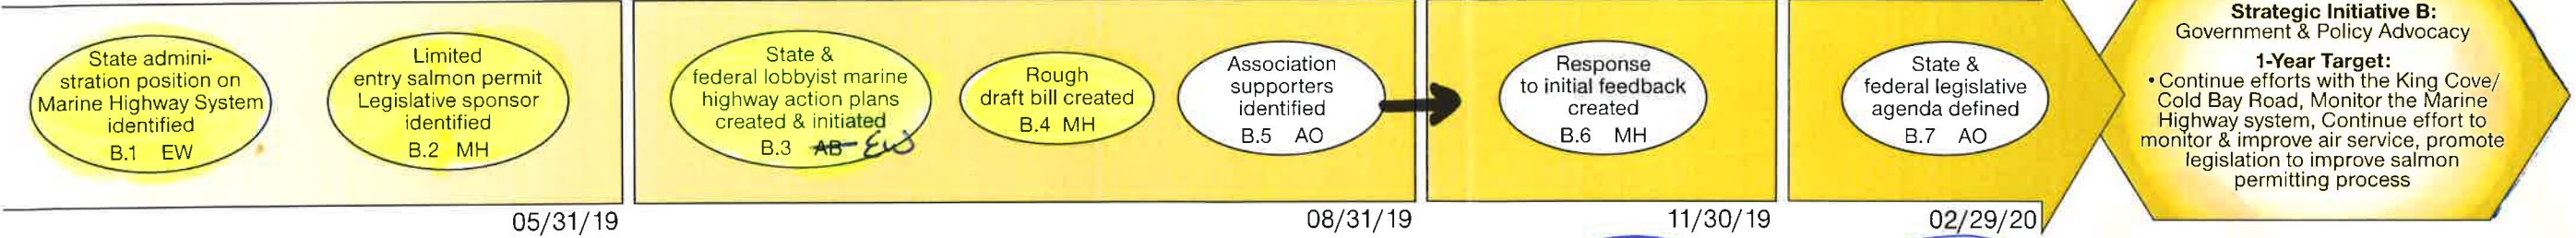 State admini-
stration position on
Marine Highway System
identified
B.1 EW
Limited
entry salmon permit
Legislative sponsor
identified
B.2 MH
05/31/19
State &
federal lobbyist marine
highway action plans
created & initiated
B.3 AB EW
Rough
draft bill created
B.4 MH
Association
supporters
identified
B.5 AO
08/31/19
Response
to initial feedback
created
B.6 MH
11/30/19
State &
federal legislative
agenda defined
B.7 AO
02/29/20
Strategic Initiative B:
Government & Policy Advocacy
1-Year Target:
• Continue efforts with the King Cove/
Cold Bay Road, Monitor the Marine
Highway system, Continue effort to
monitor & improve air service, promote
legislation to improve salmon
permitting process